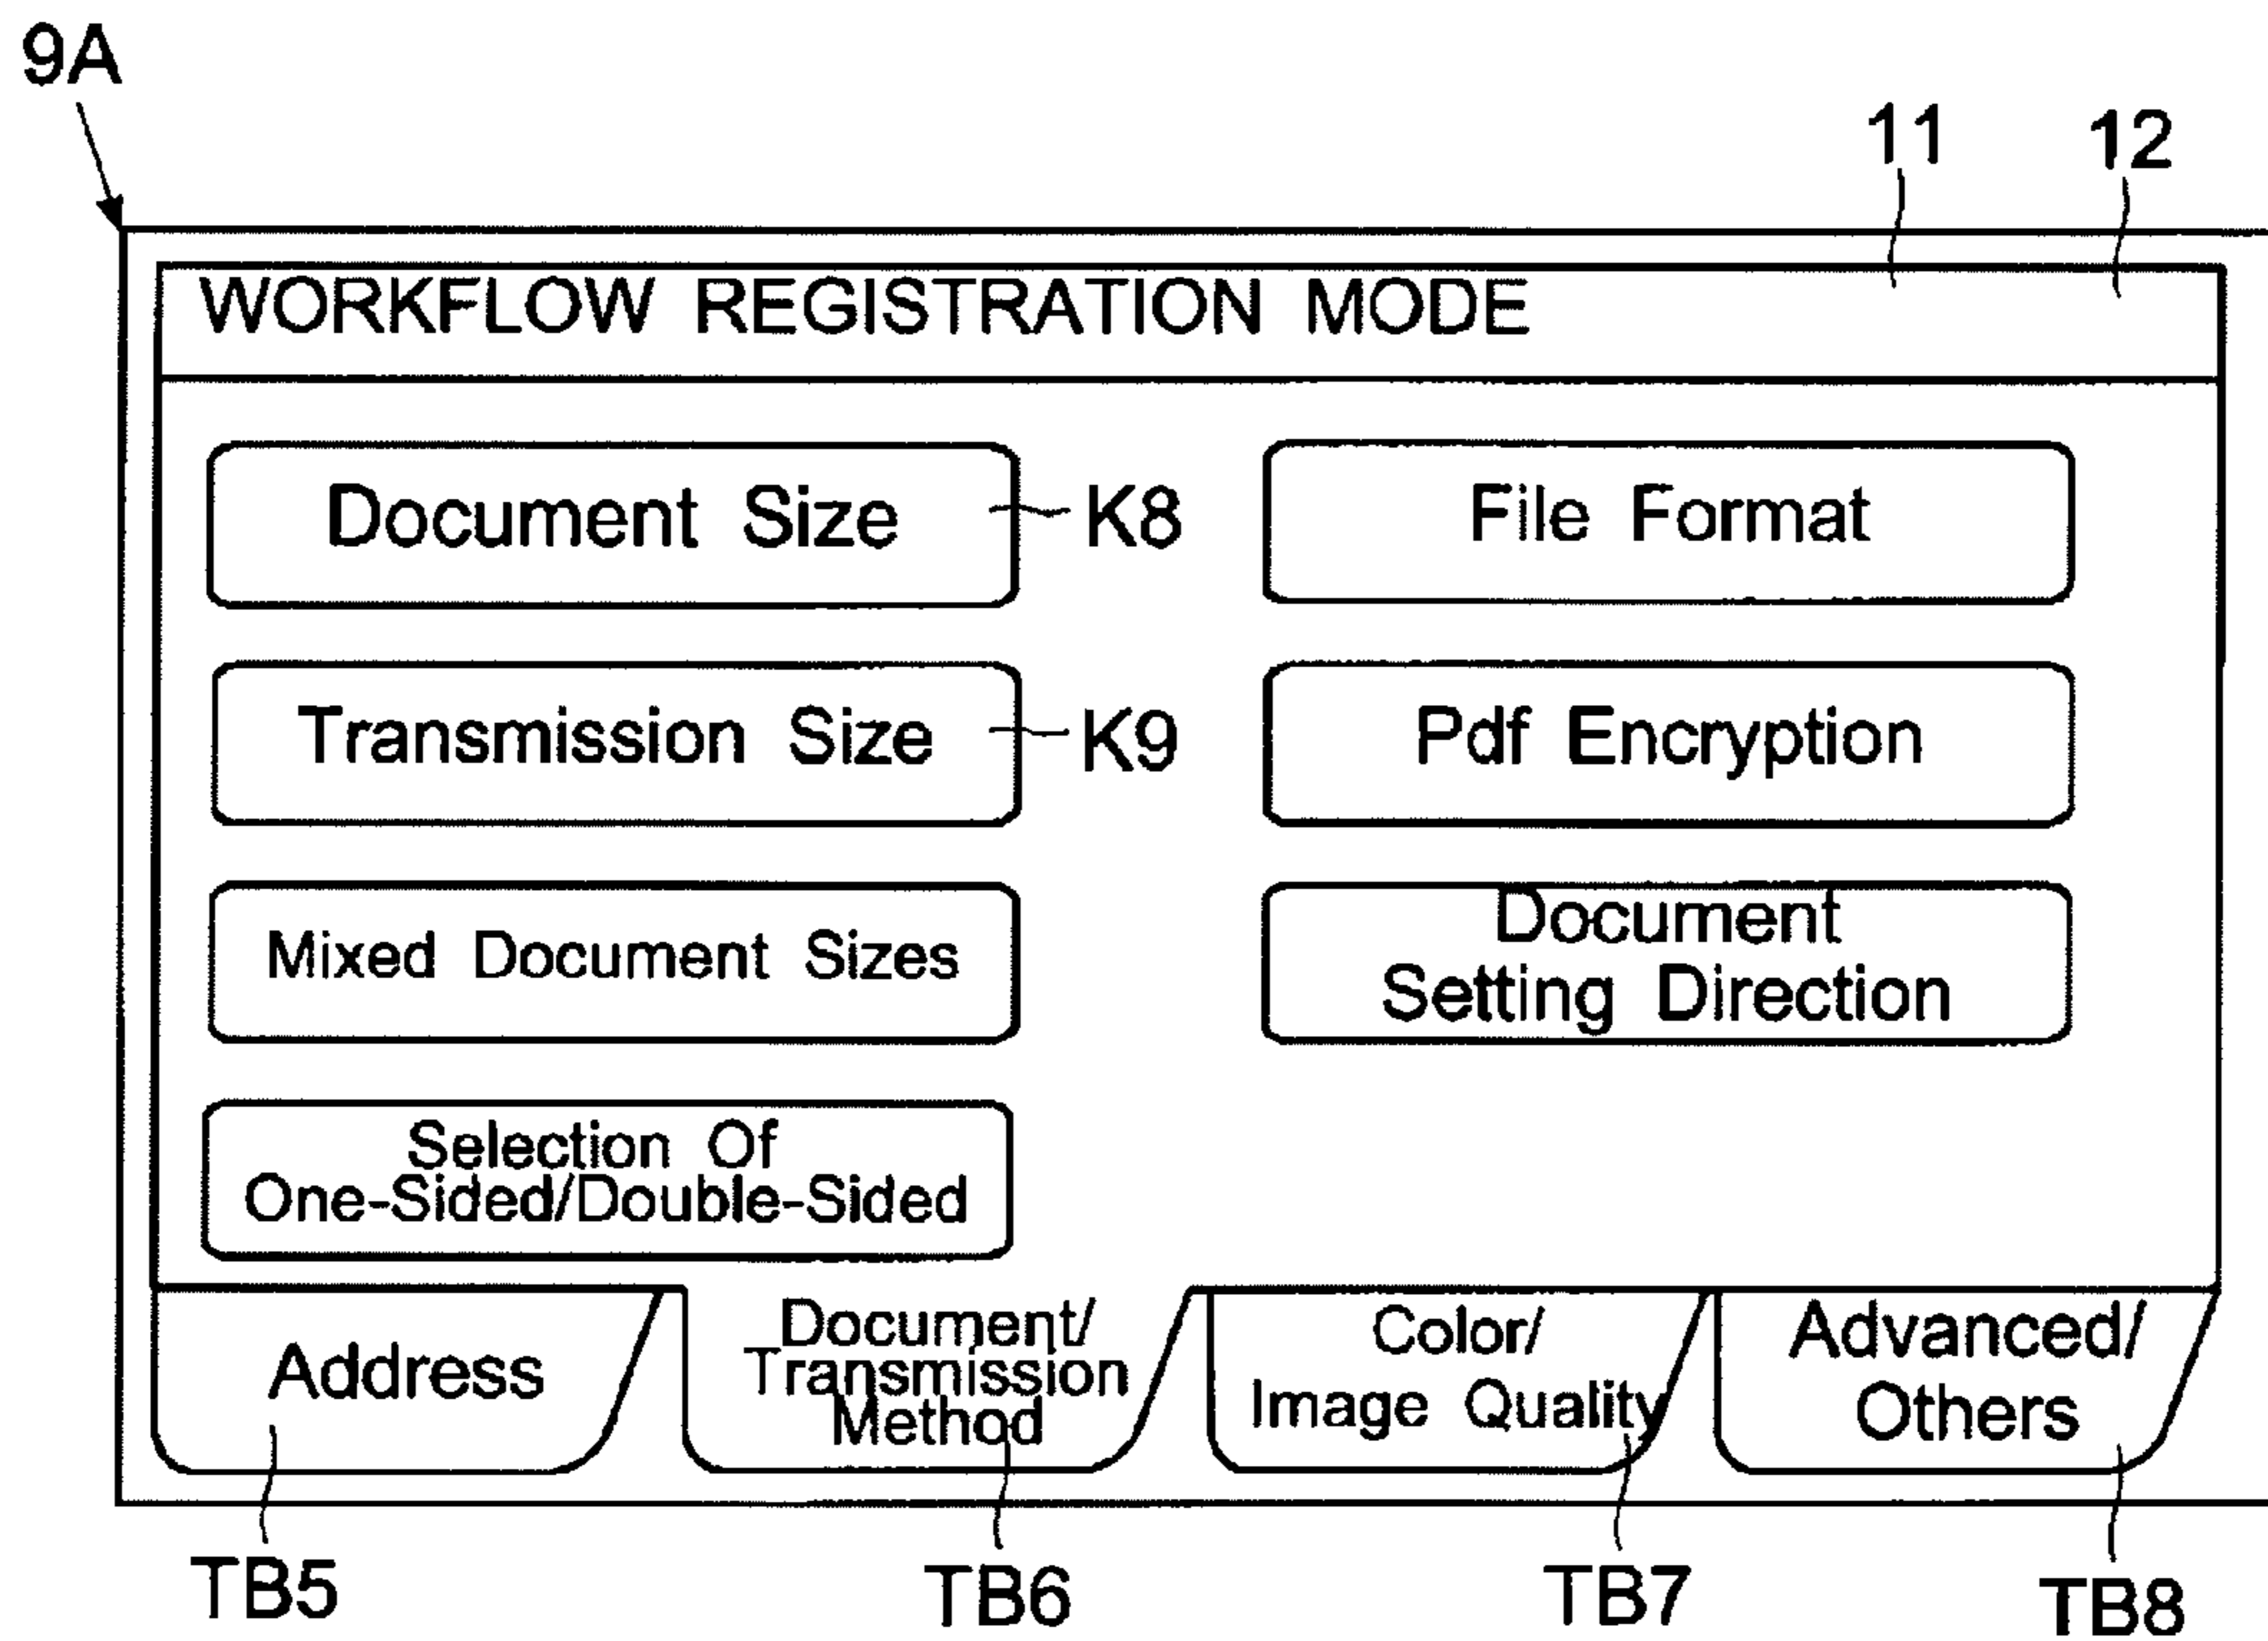 9A
11
12
WORKFLOW REGISTRATION MODE
Document Size
K8
File Format
Transmission Size
K9
Pdf Encryption
Mixed Document Sizes
Document
Setting Direction
Selection Of
One-Sided/Double-Sided
Address
Document/
Transmission
Method
Color/
Image Quality
Advanced/
Others
TB5
TB6
TB7
TB8